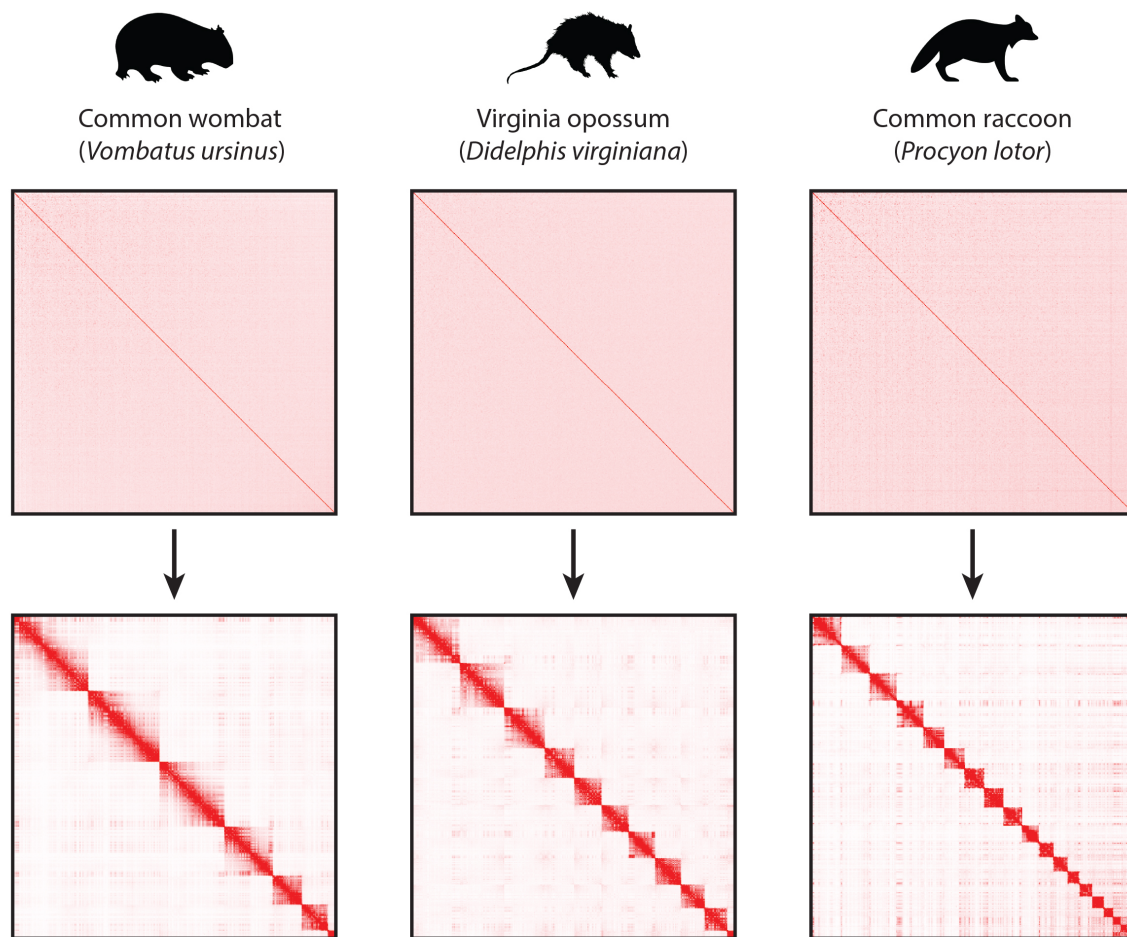 Common wombat
(Vombatus ursinus)
Virginia opossum
(Didelphis virginiana)
Common raccoon
(Procyon lotor)